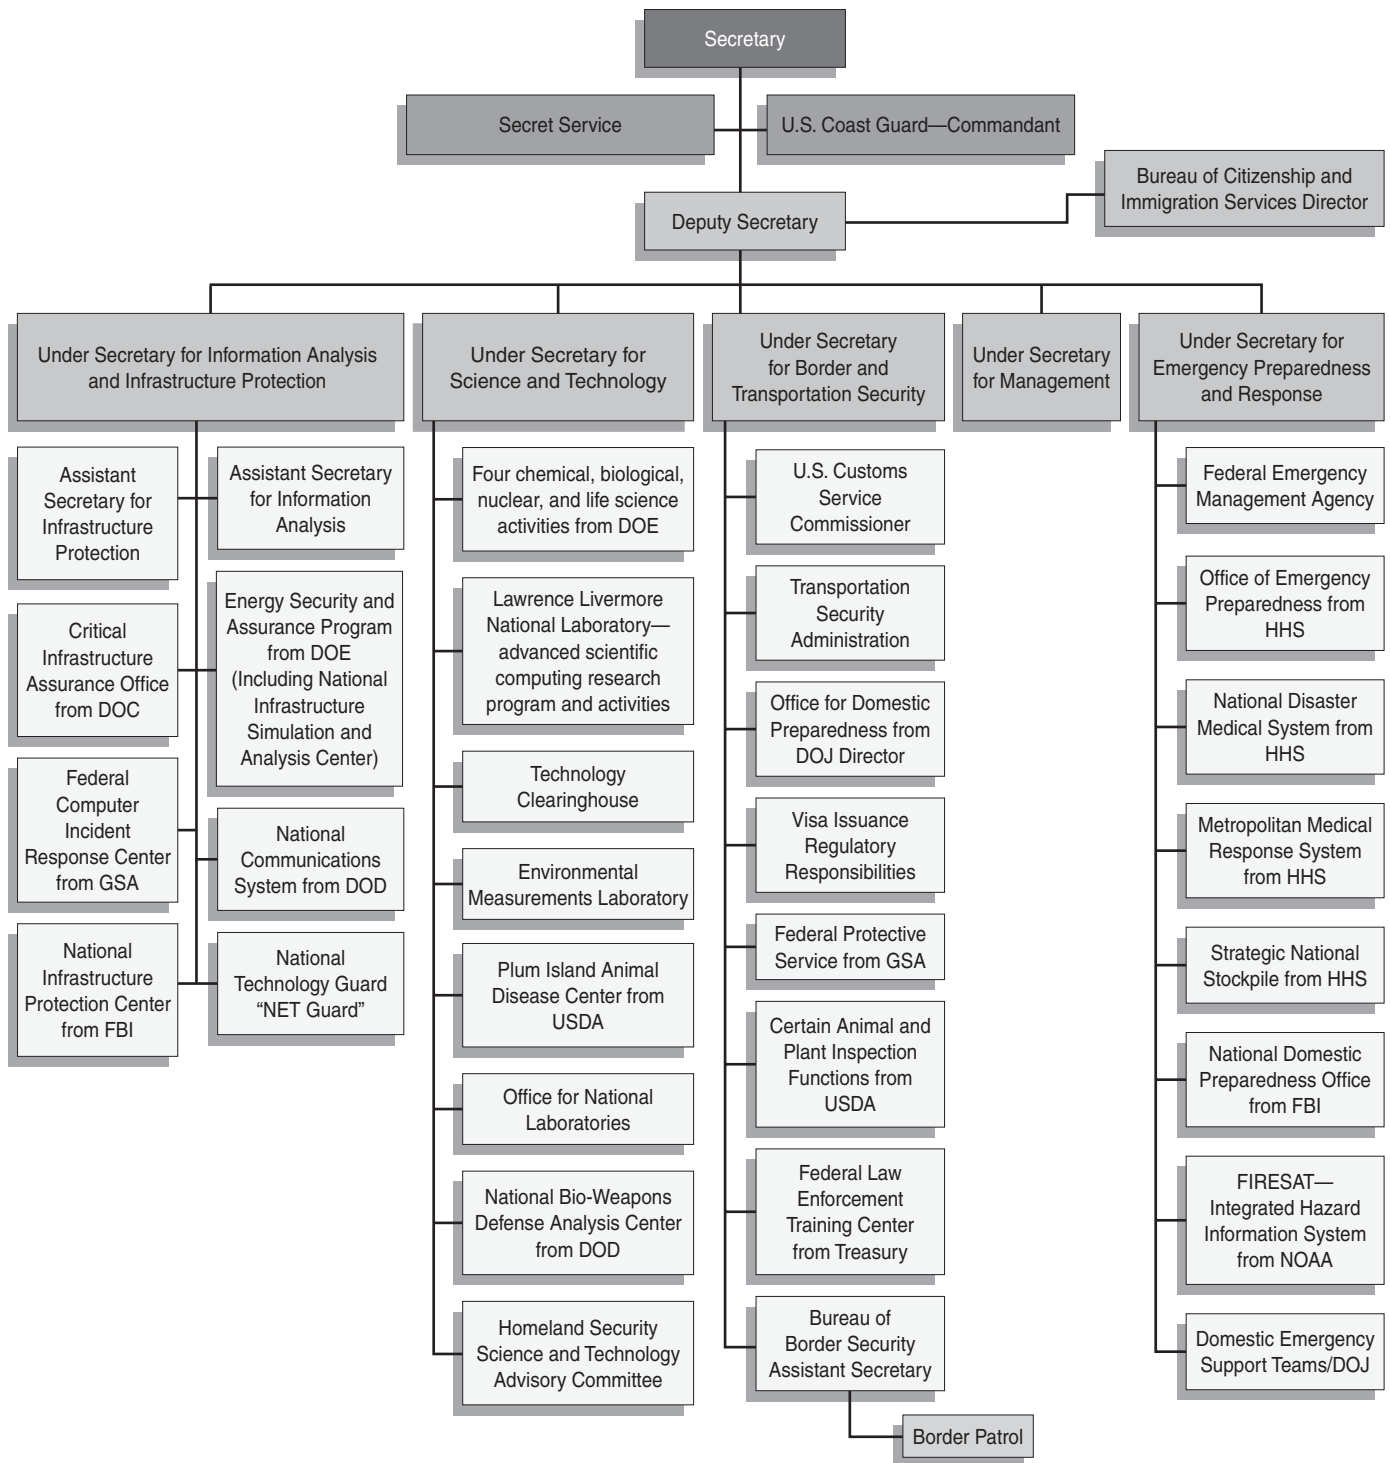 Secretary
Secret Service
U.S. Coast Guard—Commandant
Bureau of Citizenship and
Immigration Services Director
Deputy Secretary
Under Secretary for Information Analysis
and Infrastructure Protection
Under Secretary for
Science and Technology
Under Secretary
for Border and
Transportation Security
Under Secretary
for Management
Under Secretary for
Emergency Preparedness
and Response
Assistant
Secretary for
Infrastructure
Protection
Assistant Secretary
for Information
Analysis
Critical
Infrastructure
Assurance Office
from DOC
Energy Security and
Assurance Program
from DOE
(Including National
Infrastructure
Simulation and
Analysis Center)
Federal
Computer
Incident
Response Center
from GSA
National
Communications
System from DOD
National
Infrastructure
Protection Center
from FBI
National
Technology Guard
“NET Guard”
Four chemical, biological,
nuclear, and life science
activities from DOE
Lawrence Livermore
National Laboratory—
advanced scientific
computing research
program and activities
Technology
Clearinghouse
Environmental
Measurements Laboratory
Plum Island Animal
Disease Center from
USDA
Office for National
Laboratories
National Bio-Weapons
Defense Analysis Center
from DOD
Homeland Security
Science and Technology
Advisory Committee
U.S. Customs
Service
Commissioner
Transportation
Security
Administration
Office for Domestic
Preparedness from
DOJ Director
Visa Issuance
Regulatory
Responsibilities
Federal Protective
Service from GSA
Certain Animal and
Plant Inspection
Functions from
USDA
Federal Law
Enforcement
Training Center
from Treasury
Bureau of
Border Security
Assistant Secretary
Border Patrol
Federal Emergency
Management Agency
Office of Emergency
Preparedness from
HHS
National Disaster
Medical System from
HHS
Metropolitan Medical
Response System
from HHS
Strategic National
Stockpile from HHS
National Domestic
Preparedness Office
from FBI
FIRESAT—
Integrated Hazard
Information System
from NOAA
Domestic Emergency
Support Teams/DOJ